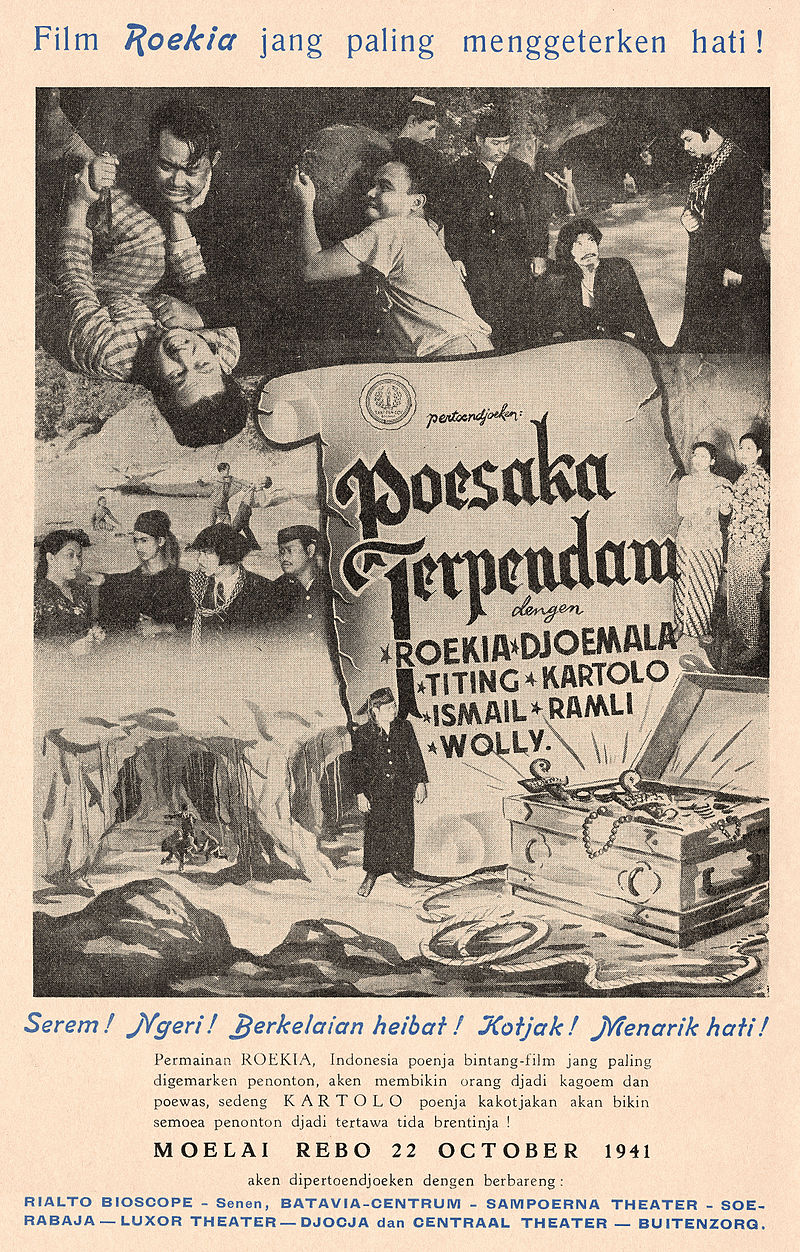 Film Roekia jang paling menggeterken hati!
pertoendjoeken:
Poesaka
Terpendam
dengen
★ROEKIA★DJOEMALA
★TITING★KARTOLO
★ISMAIL★RAMLI
★WOLLY.
Serem! Ngeri! Berkelaian heibat! Kotjak! Menarik hati!
Permainan ROEKIA, Indonesia poenja bintang-film jang paling
digemarken penonton, aken membikin orang djadi kagoem dan
poewas, sedeng KARTOLO poenja kakotjakan akan bikin
semoea penonton djadi tertawa tida brentinja !
MOELAI REBO 22 OCTOBER 1941
aken dipertoendjoeken dengen berbareng :
RIALTO BIOSCOPE – Senen, BATAVIA-CENTRUM – SAMPOERNA THEATER – SOE-
RABAJA — LUXOR THEATER — DJOCJA dan CENTRAAL THEATER — BUITENZORG.